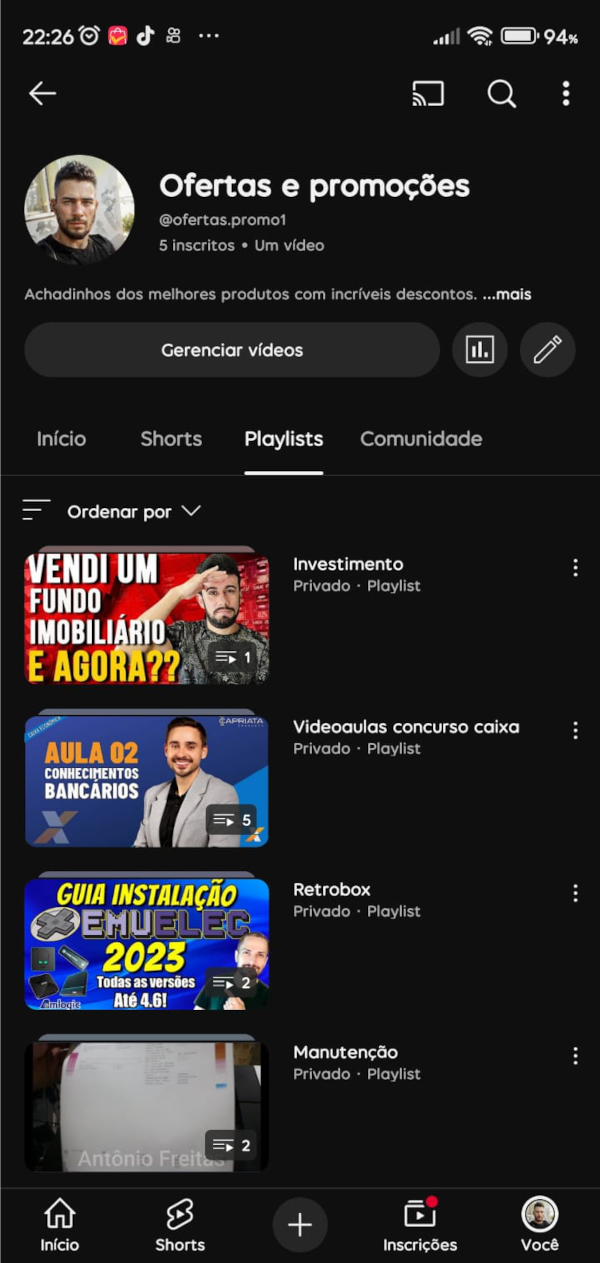 22:26
94%
Ofertas e promoções
@ofertas.promo1
5 inscritos • Um vídeo
Achadinhos dos melhores produtos com incríveis descontos. ...mais
Gerenciar vídeos
Início Shorts Playlists Comunidade
Ordenar por
VENDI UM
FUNDO
IMOBILIÁRIO
E AGORA??
1
Investimento
Privado · Playlist
CAIXA ECONÔMICA
CAPRIATA
AULA 02
CONHECIMENTOS
BANCÁRIOS
5
Videoaulas concurso caixa
Privado · Playlist
GUIA INSTALAÇÃO
EMUELEC
2023
Todas as versões
Até 4.6!
Amlogic
2
Retrobox
Privado · Playlist
Antônio Freitas
2
Manutenção
Privado · Playlist
Início Shorts Inscrições Você